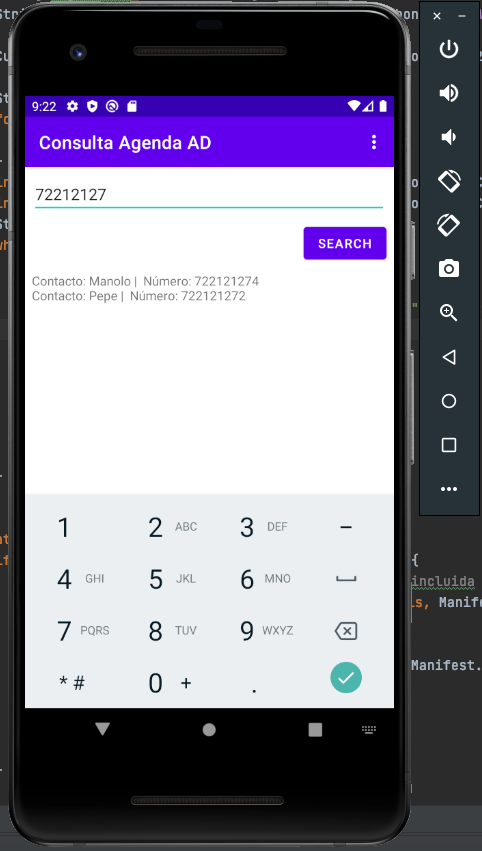 9:22
Consulta Agenda AD
72212127
SEARCH
Contacto: Manolo | Número: 722121274
Contacto: Pepe | Número: 722121272
1 2 ABC 3 DEF –
4 GHI 5 JKL 6 MNO
7 PQRS 8 TUV 9 WXYZ
* # 0 + .
{
incluida
s, Manife
Manifest.